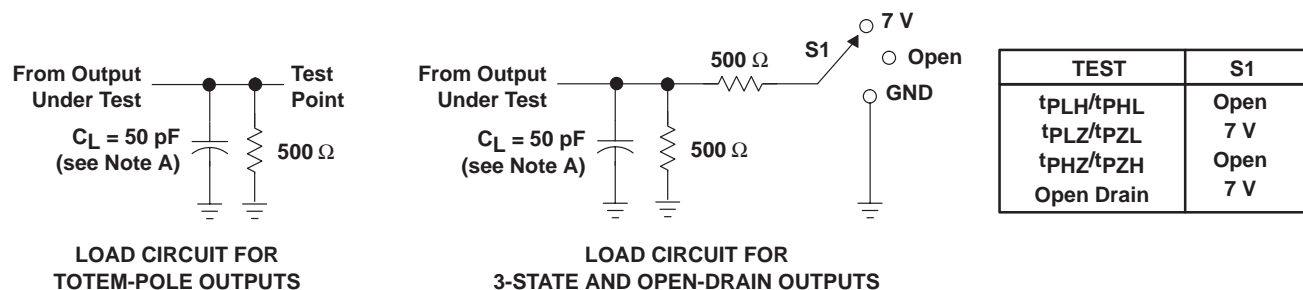 From Output
Under Test
Test
Point
CL = 50 pF
(see Note A)
500 Ω
LOAD CIRCUIT FOR
TOTEM-POLE OUTPUTS
From Output
Under Test
CL = 50 pF
(see Note A)
500 Ω
500 Ω
S1
7 V
Open
GND
LOAD CIRCUIT FOR
3-STATE AND OPEN-DRAIN OUTPUTS
TEST S1
tPLH/tPHL Open
tPLZ/tPZL 7 V
tPHZ/tPZH Open
Open Drain 7 V